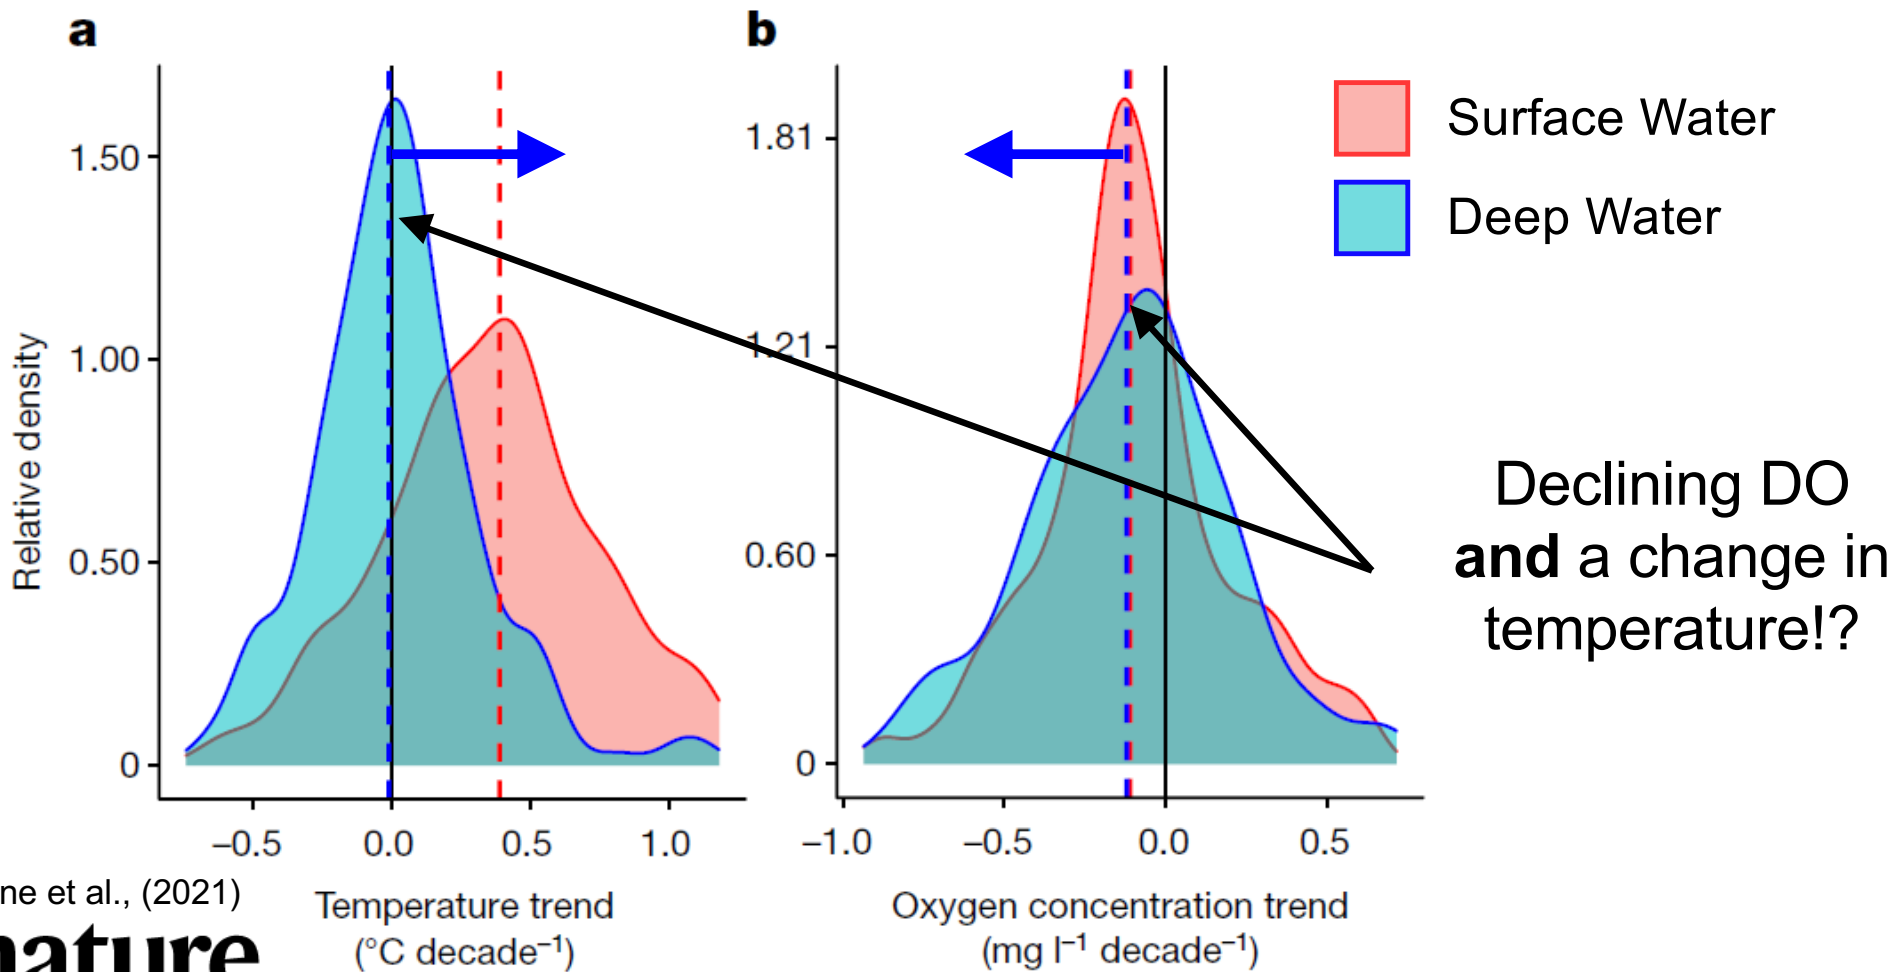 a
b
1.50
1.00
0.50
0
Relative density
−0.5 0.0 0.5 1.0
Temperature trend
(°C decade⁻¹)
1.81
1.21
0.60
0
−1.0 −0.5 0.0 0.5
Oxygen concentration trend
(mg l⁻¹ decade⁻¹)
Surface Water
Deep Water
Declining DO
and a change in
temperature!?
ne et al., (2021)
nature